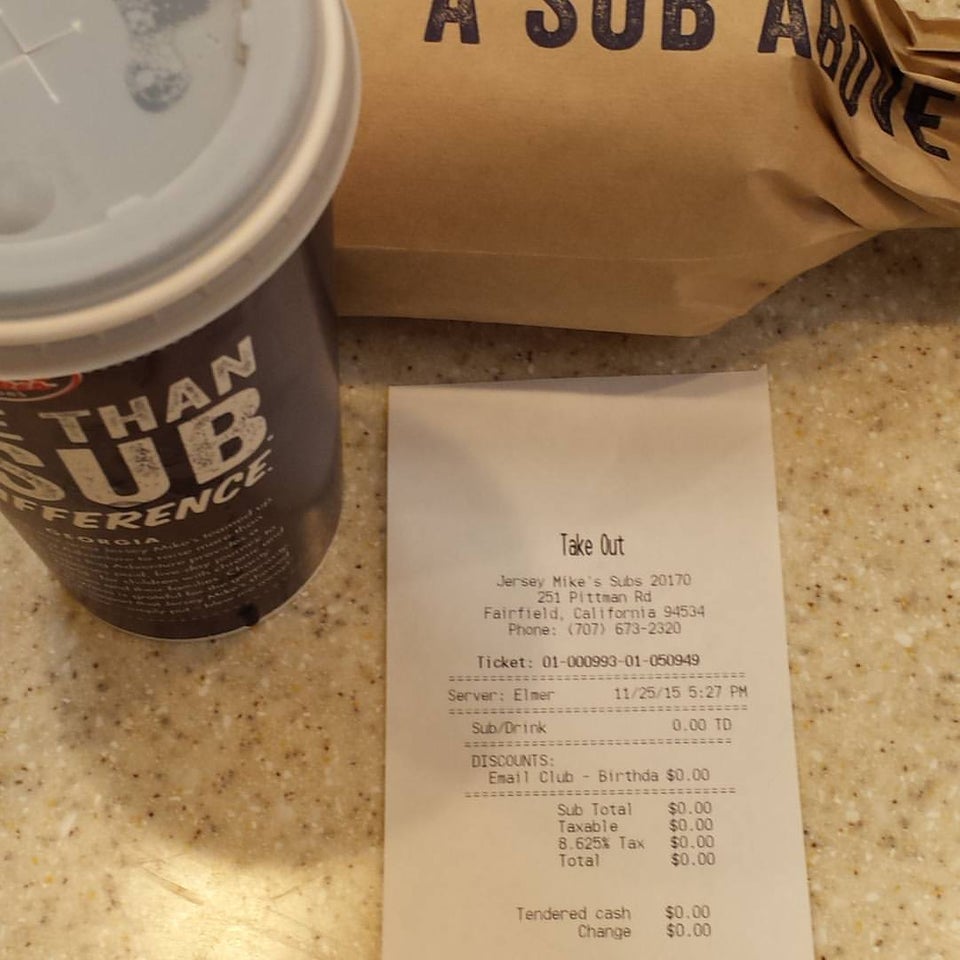 A SUB ABOVE
THAN
SUB
FFERENCE.
GEORGIA
Take Out
Jersey Mike's Subs 20170
251 Pittman Rd
Fairfield, California 94534
Phone: (707) 673-2320
Ticket: 01-000993-01-050949
Server: Elmer 11/25/15 5:27 PM
Sub/Drink 0.00 TD
DISCOUNTS:
Email Club - Birthda $0.00
Sub Total $0.00
Taxable $0.00
8.625% Tax $0.00
Total $0.00
Tendered cash $0.00
Change $0.00